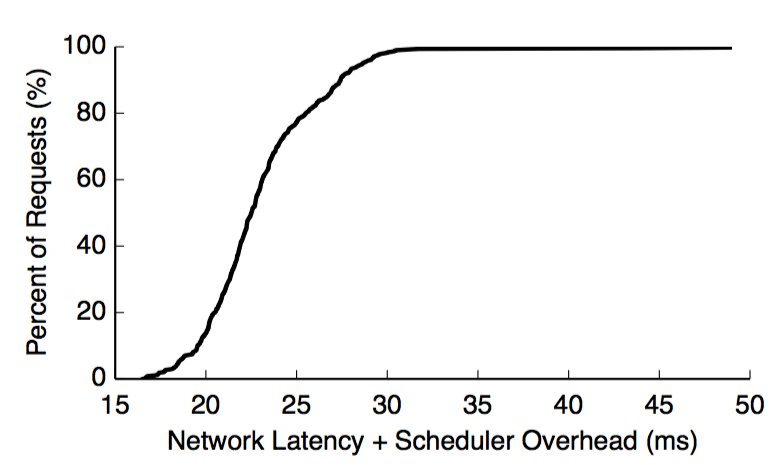 Percent of Requests (%)
100
80
60
40
20
0
15 20 25 30 35 40 45 50
Network Latency + Scheduler Overhead (ms)